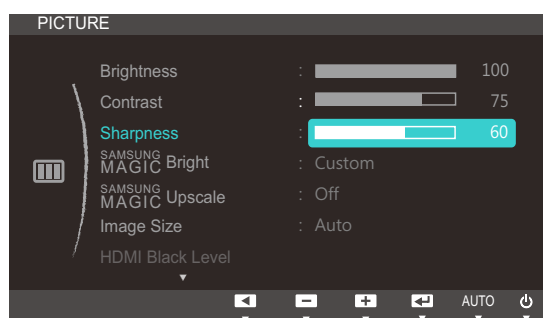 PICTURE
Brightness : 100
Contrast : 75
Sharpness : 60
SAMSUNG MAGIC Bright : Custom
SAMSUNG MAGIC Upscale : Off
Image Size : Auto
HDMI Black Level
AUTO